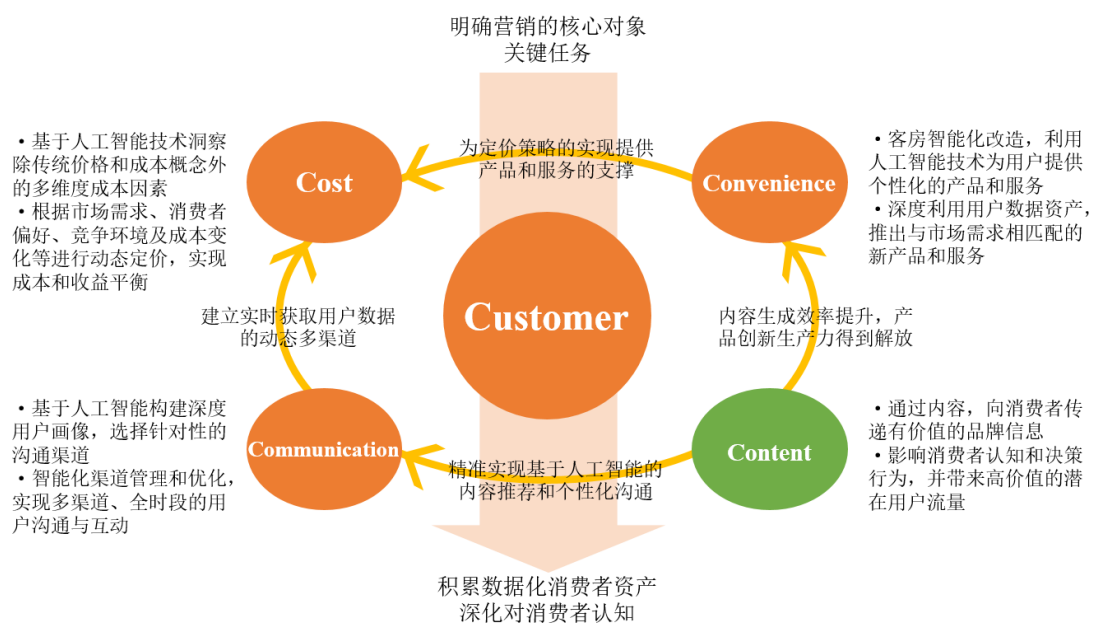 明确营销的核心对象
关键任务
• 基于人工智能技术洞察
除传统价格和成本概念外
的多维度成本因素
• 根据市场需求、消费者
偏好、竞争环境及成本变
化等进行动态定价，实现
成本和收益平衡
Cost
为定价策略的实现提供
产品和服务的支撑
Convenience
• 客房智能化改造，利用
人工智能技术为用户提供
个性化的产品和服务
• 深度利用用户数据资产，
推出与市场需求相匹配的
新产品和服务
建立实时获取用户数据
的动态多渠道
Customer
内容生成效率提升，产
品创新生产力得到解放
• 基于人工智能构建深度
用户画像，选择针对性的
沟通渠道
• 智能化渠道管理和优化，
实现多渠道、全时段的用
户沟通与互动
Communication
精准实现基于人工智能的
内容推荐和个性化沟通
Content
• 通过内容，向消费者传
递有价值的品牌信息
• 影响消费者认知和决策
行为，并带来高价值的潜
在用户流量
积累数据化消费者资产
深化对消费者认知